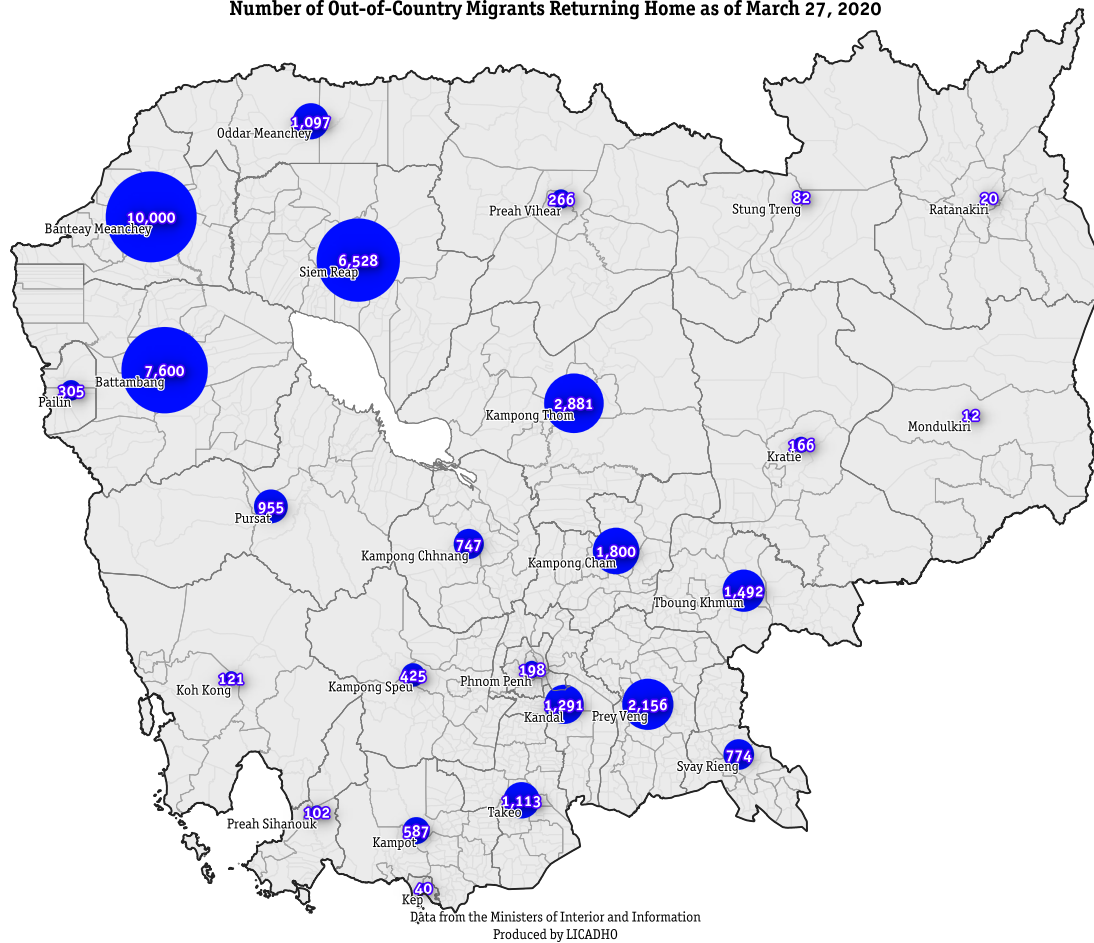 Number of Out-of-Country Migrants Returning Home as of March 27, 2020
1,097
Oddar Meanchey
10,000
Banteay Meanchey
266
Preah Vihear
82
Stung Treng
20
Ratanakiri
6,528
Siem Reap
7,600
Battambang
305
Pailin
2,881
Kampong Thom
12
Mondulkiri
166
Kratie
955
Pursat
747
Kampong Chhnang
1,800
Kampong Cham
1,492
Tboung Khmum
121
Koh Kong
425
Kampong Speu
198
Phnom Penh
1,291
Kandal
2,156
Prey Veng
774
Svay Rieng
1,113
Takeo
102
Preah Sihanouk
587
Kampot
40
Kep
Data from the Ministers of Interior and Information
Produced by LICADHO